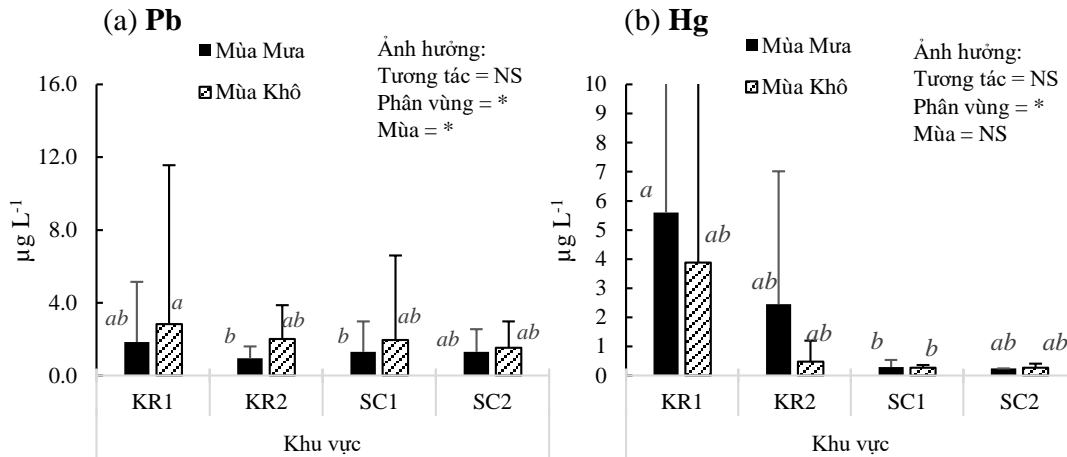 (a) Pb
Mùa Mưa
Mùa Khô
Ảnh hưởng:
Tương tác = NS
Phân vùng = *
Mùa = *
16.0
12.0
8.0
4.0
0.0
µg L-1
ab
a
b
ab
b
ab
ab
ab
KR1
KR2
SC1
SC2
Khu vực
(b) Hg
Mùa Mưa
Mùa Khô
Ảnh hưởng:
Tương tác = NS
Phân vùng = *
Mùa = NS
10
9
8
7
6
5
4
3
2
1
0
µg L-1
a
ab
ab
ab
b
b
ab
ab
KR1
KR2
SC1
SC2
Khu vực